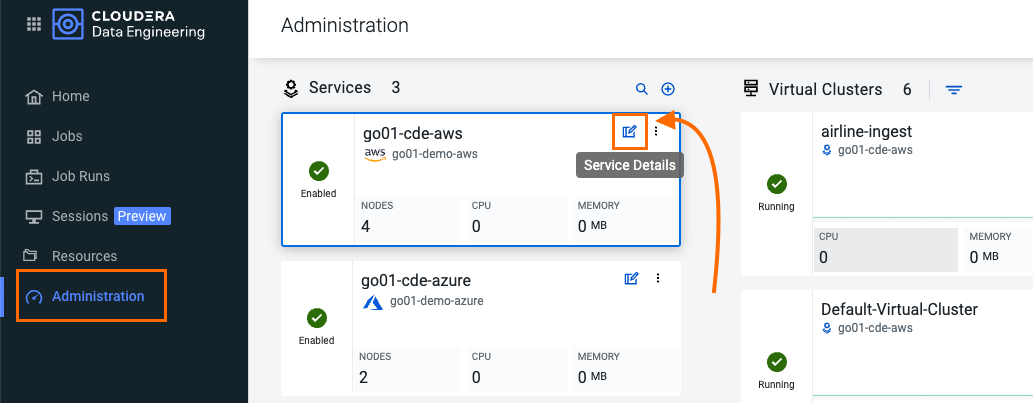 CLOUDERA
Data Engineering
Home
Jobs
Job Runs
Sessions Preview
Resources
Administration
Administration
Services 3
go01-cde-aws
aws go01-demo-aws
Service Details
Enabled
NODES CPU MEMORY
4 0 0 MB
go01-cde-azure
go01-demo-azure
Enabled
NODES CPU MEMORY
2 0 0 MB
Virtual Clusters 6
airline-ingest
go01-cde-aws
Running
CPU MEMORY
0 0 MB
Default-Virtual-Cluster
go01-cde-aws
Running